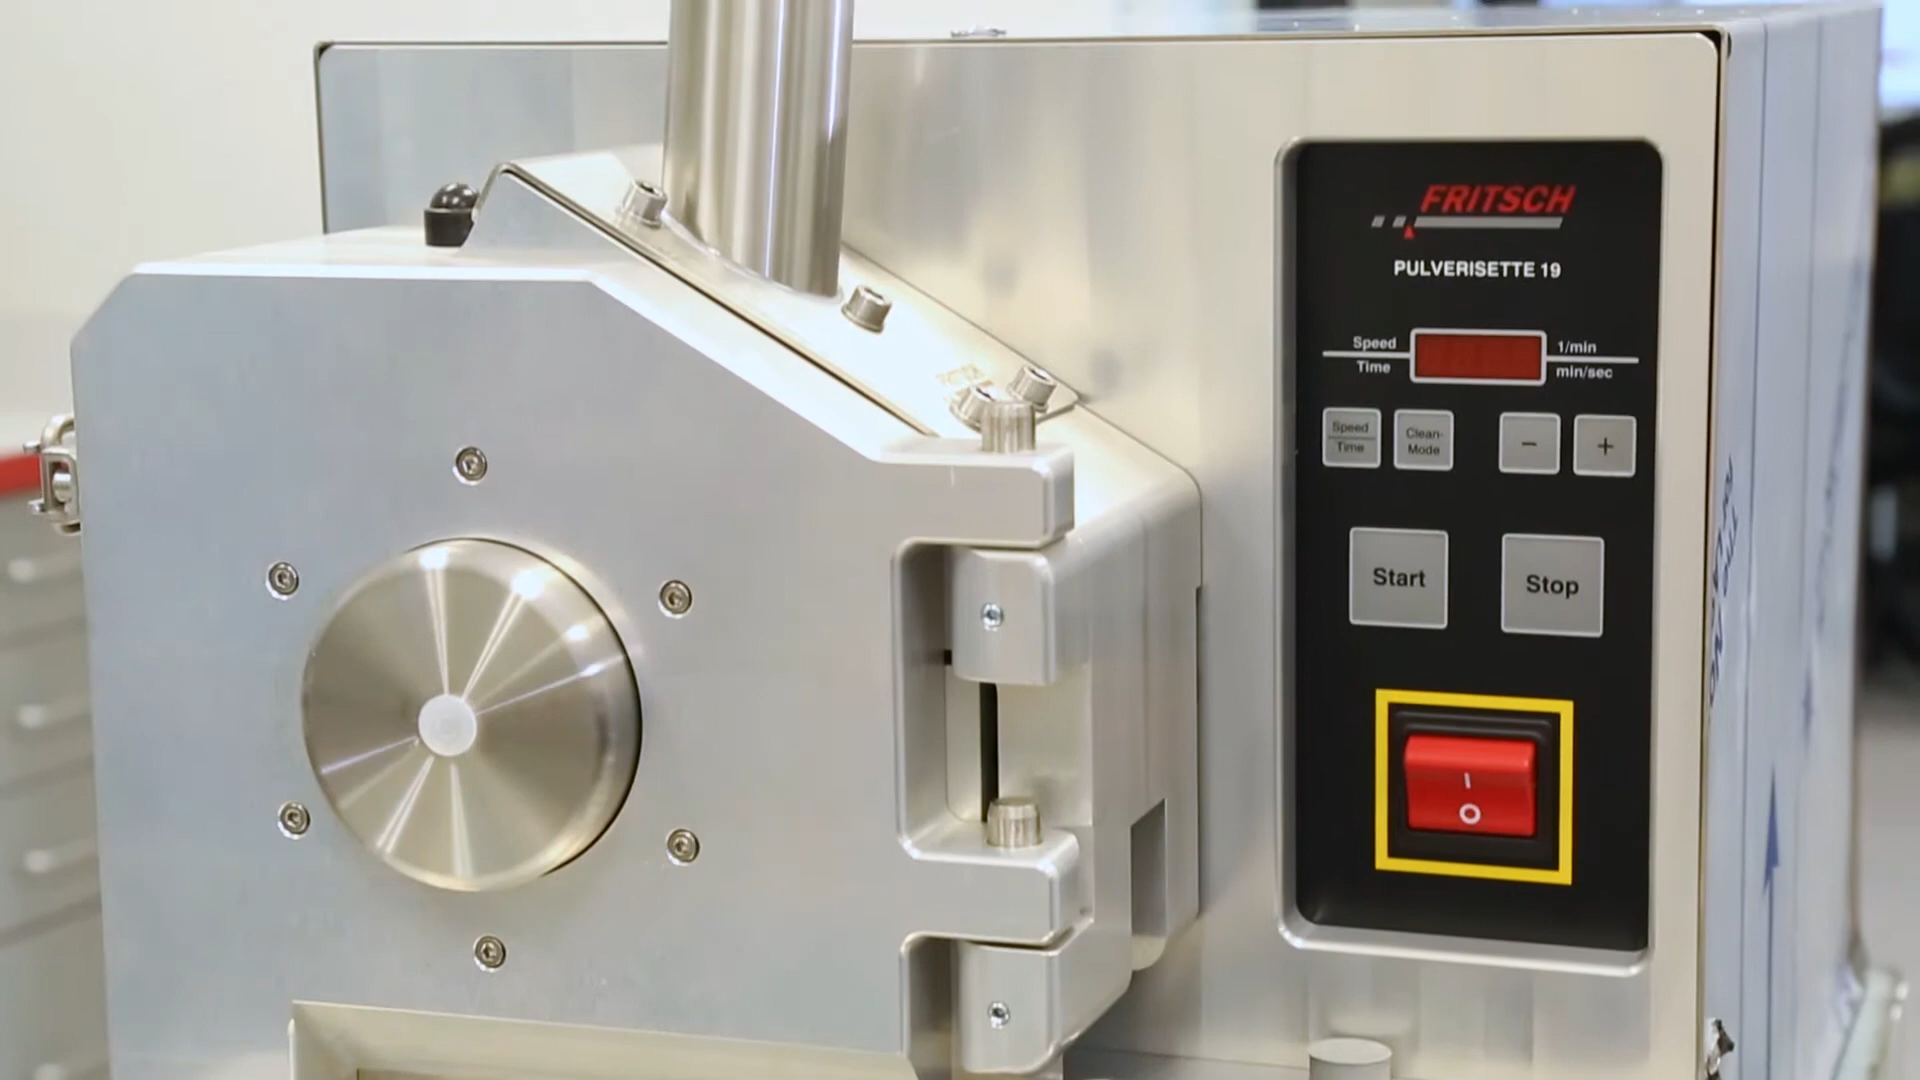 FRITSCH
PULVERISETTE 19
Speed 1/min
Time min/sec
Speed
Time
Clean-
Mode
−
+
Start
Stop
I
O